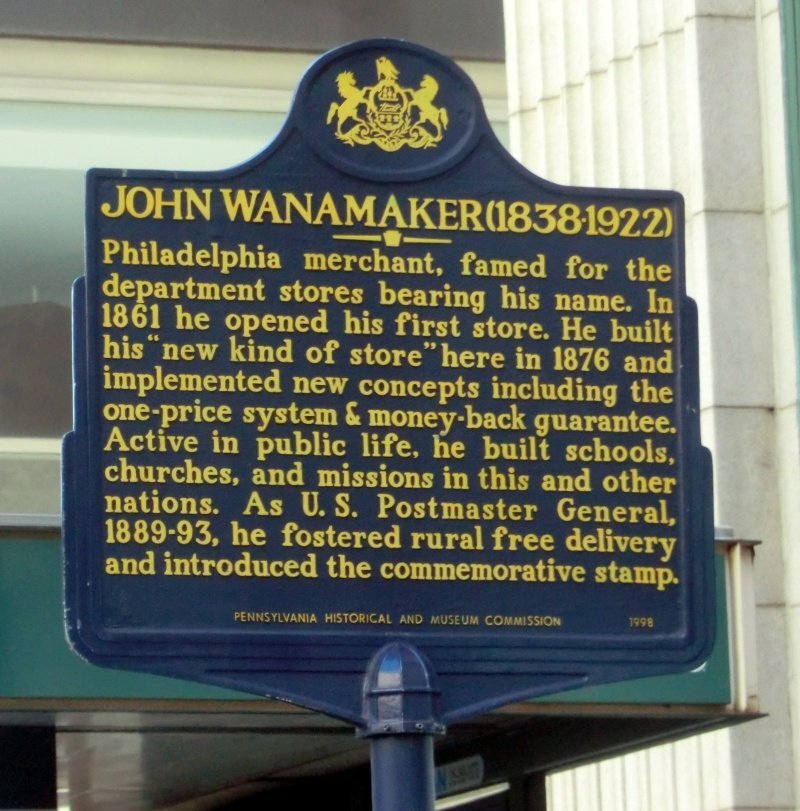 JOHN WANAMAKER (1838-1922)
Philadelphia merchant, famed for the
department stores bearing his name. In
1861 he opened his first store. He built
his "new kind of store" here in 1876 and
implemented new concepts including the
one-price system & money-back guarantee.
Active in public life, he built schools,
churches, and missions in this and other
nations. As U.S. Postmaster General,
1889-93, he fostered rural free delivery
and introduced the commemorative stamp.
PENNSYLVANIA HISTORICAL AND MUSEUM COMMISSION 1998